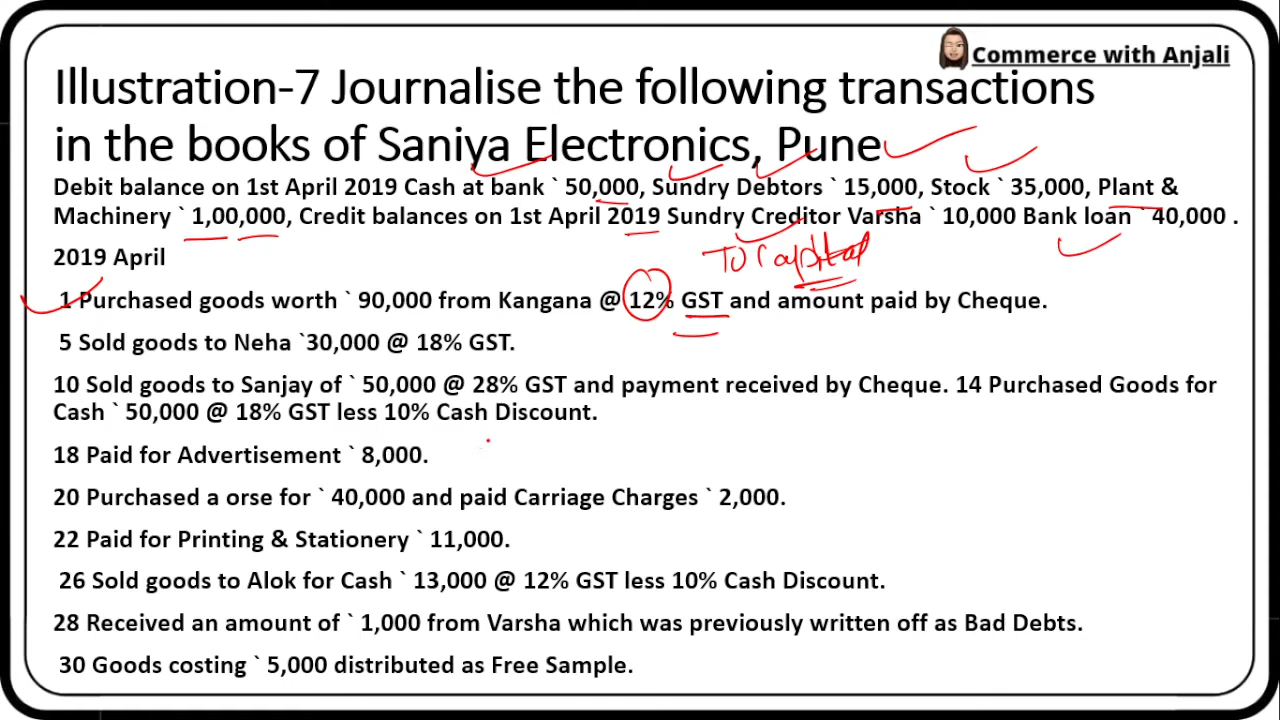 Commerce with Anjali
Illustration-7 Journalise the following transactions
in the books of Saniya Electronics, Pune
Debit balance on 1st April 2019 Cash at bank ` 50,000, Sundry Debtors ` 15,000, Stock ` 35,000, Plant &
Machinery ` 1,00,000, Credit balances on 1st April 2019 Sundry Creditor Varsha ` 10,000 Bank loan ` 40,000 .
To Capital
2019 April
1 Purchased goods worth ` 90,000 from Kangana @ 12% GST and amount paid by Cheque.
5 Sold goods to Neha `30,000 @ 18% GST.
10 Sold goods to Sanjay of ` 50,000 @ 28% GST and payment received by Cheque. 14 Purchased Goods for
Cash ` 50,000 @ 18% GST less 10% Cash Discount.
18 Paid for Advertisement ` 8,000.
20 Purchased a orse for ` 40,000 and paid Carriage Charges ` 2,000.
22 Paid for Printing & Stationery ` 11,000.
26 Sold goods to Alok for Cash ` 13,000 @ 12% GST less 10% Cash Discount.
28 Received an amount of ` 1,000 from Varsha which was previously written off as Bad Debts.
30 Goods costing ` 5,000 distributed as Free Sample.